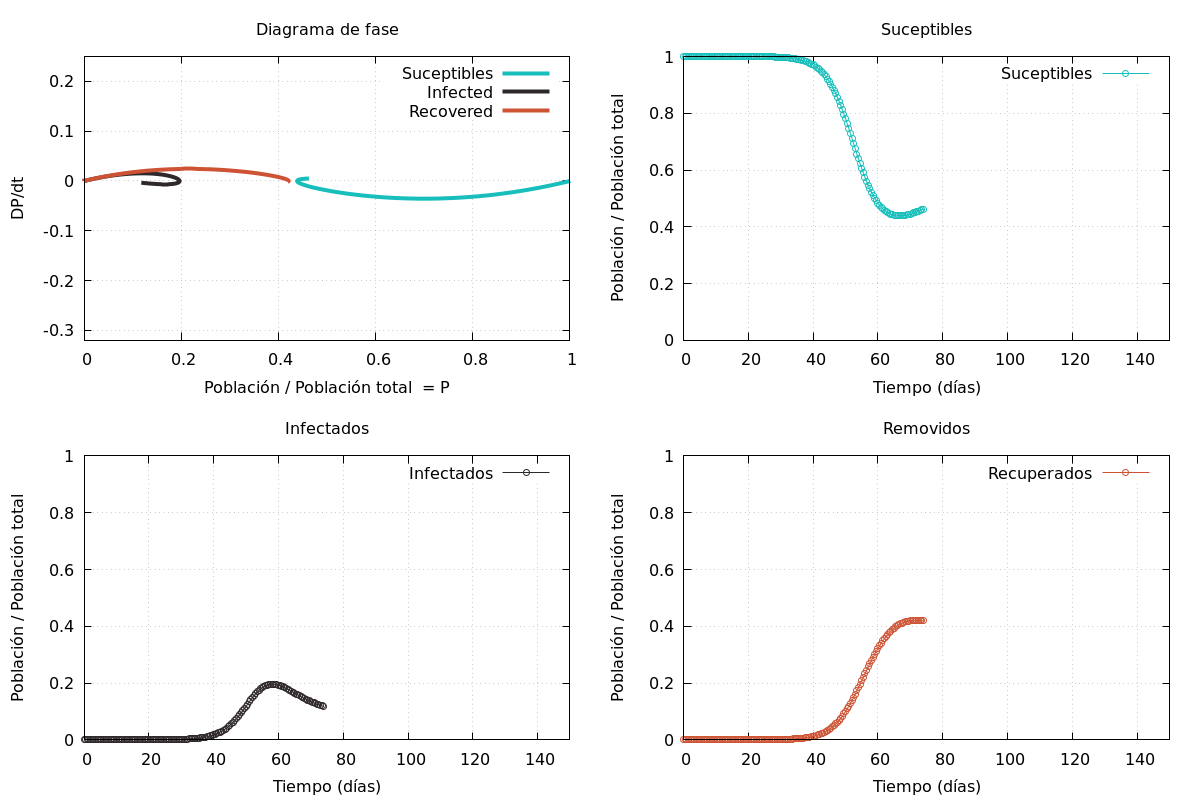 Diagrama de fase
DP/dt
0.2
0.1
0
-0.1
-0.2
-0.3
Suceptibles
Infected
Recovered
0 0.2 0.4 0.6 0.8 1
Población / Población total = P
Suceptibles
Población / Población total
1
0.8
0.6
0.4
0.2
0
Suceptibles
0 20 40 60 80 100 120 140
Tiempo (días)
Infectados
Población / Población total
1
0.8
0.6
0.4
0.2
0
Infectados
0 20 40 60 80 100 120 140
Tiempo (días)
Removidos
Población / Población total
1
0.8
0.6
0.4
0.2
0
Recuperados
0 20 40 60 80 100 120 140
Tiempo (días)